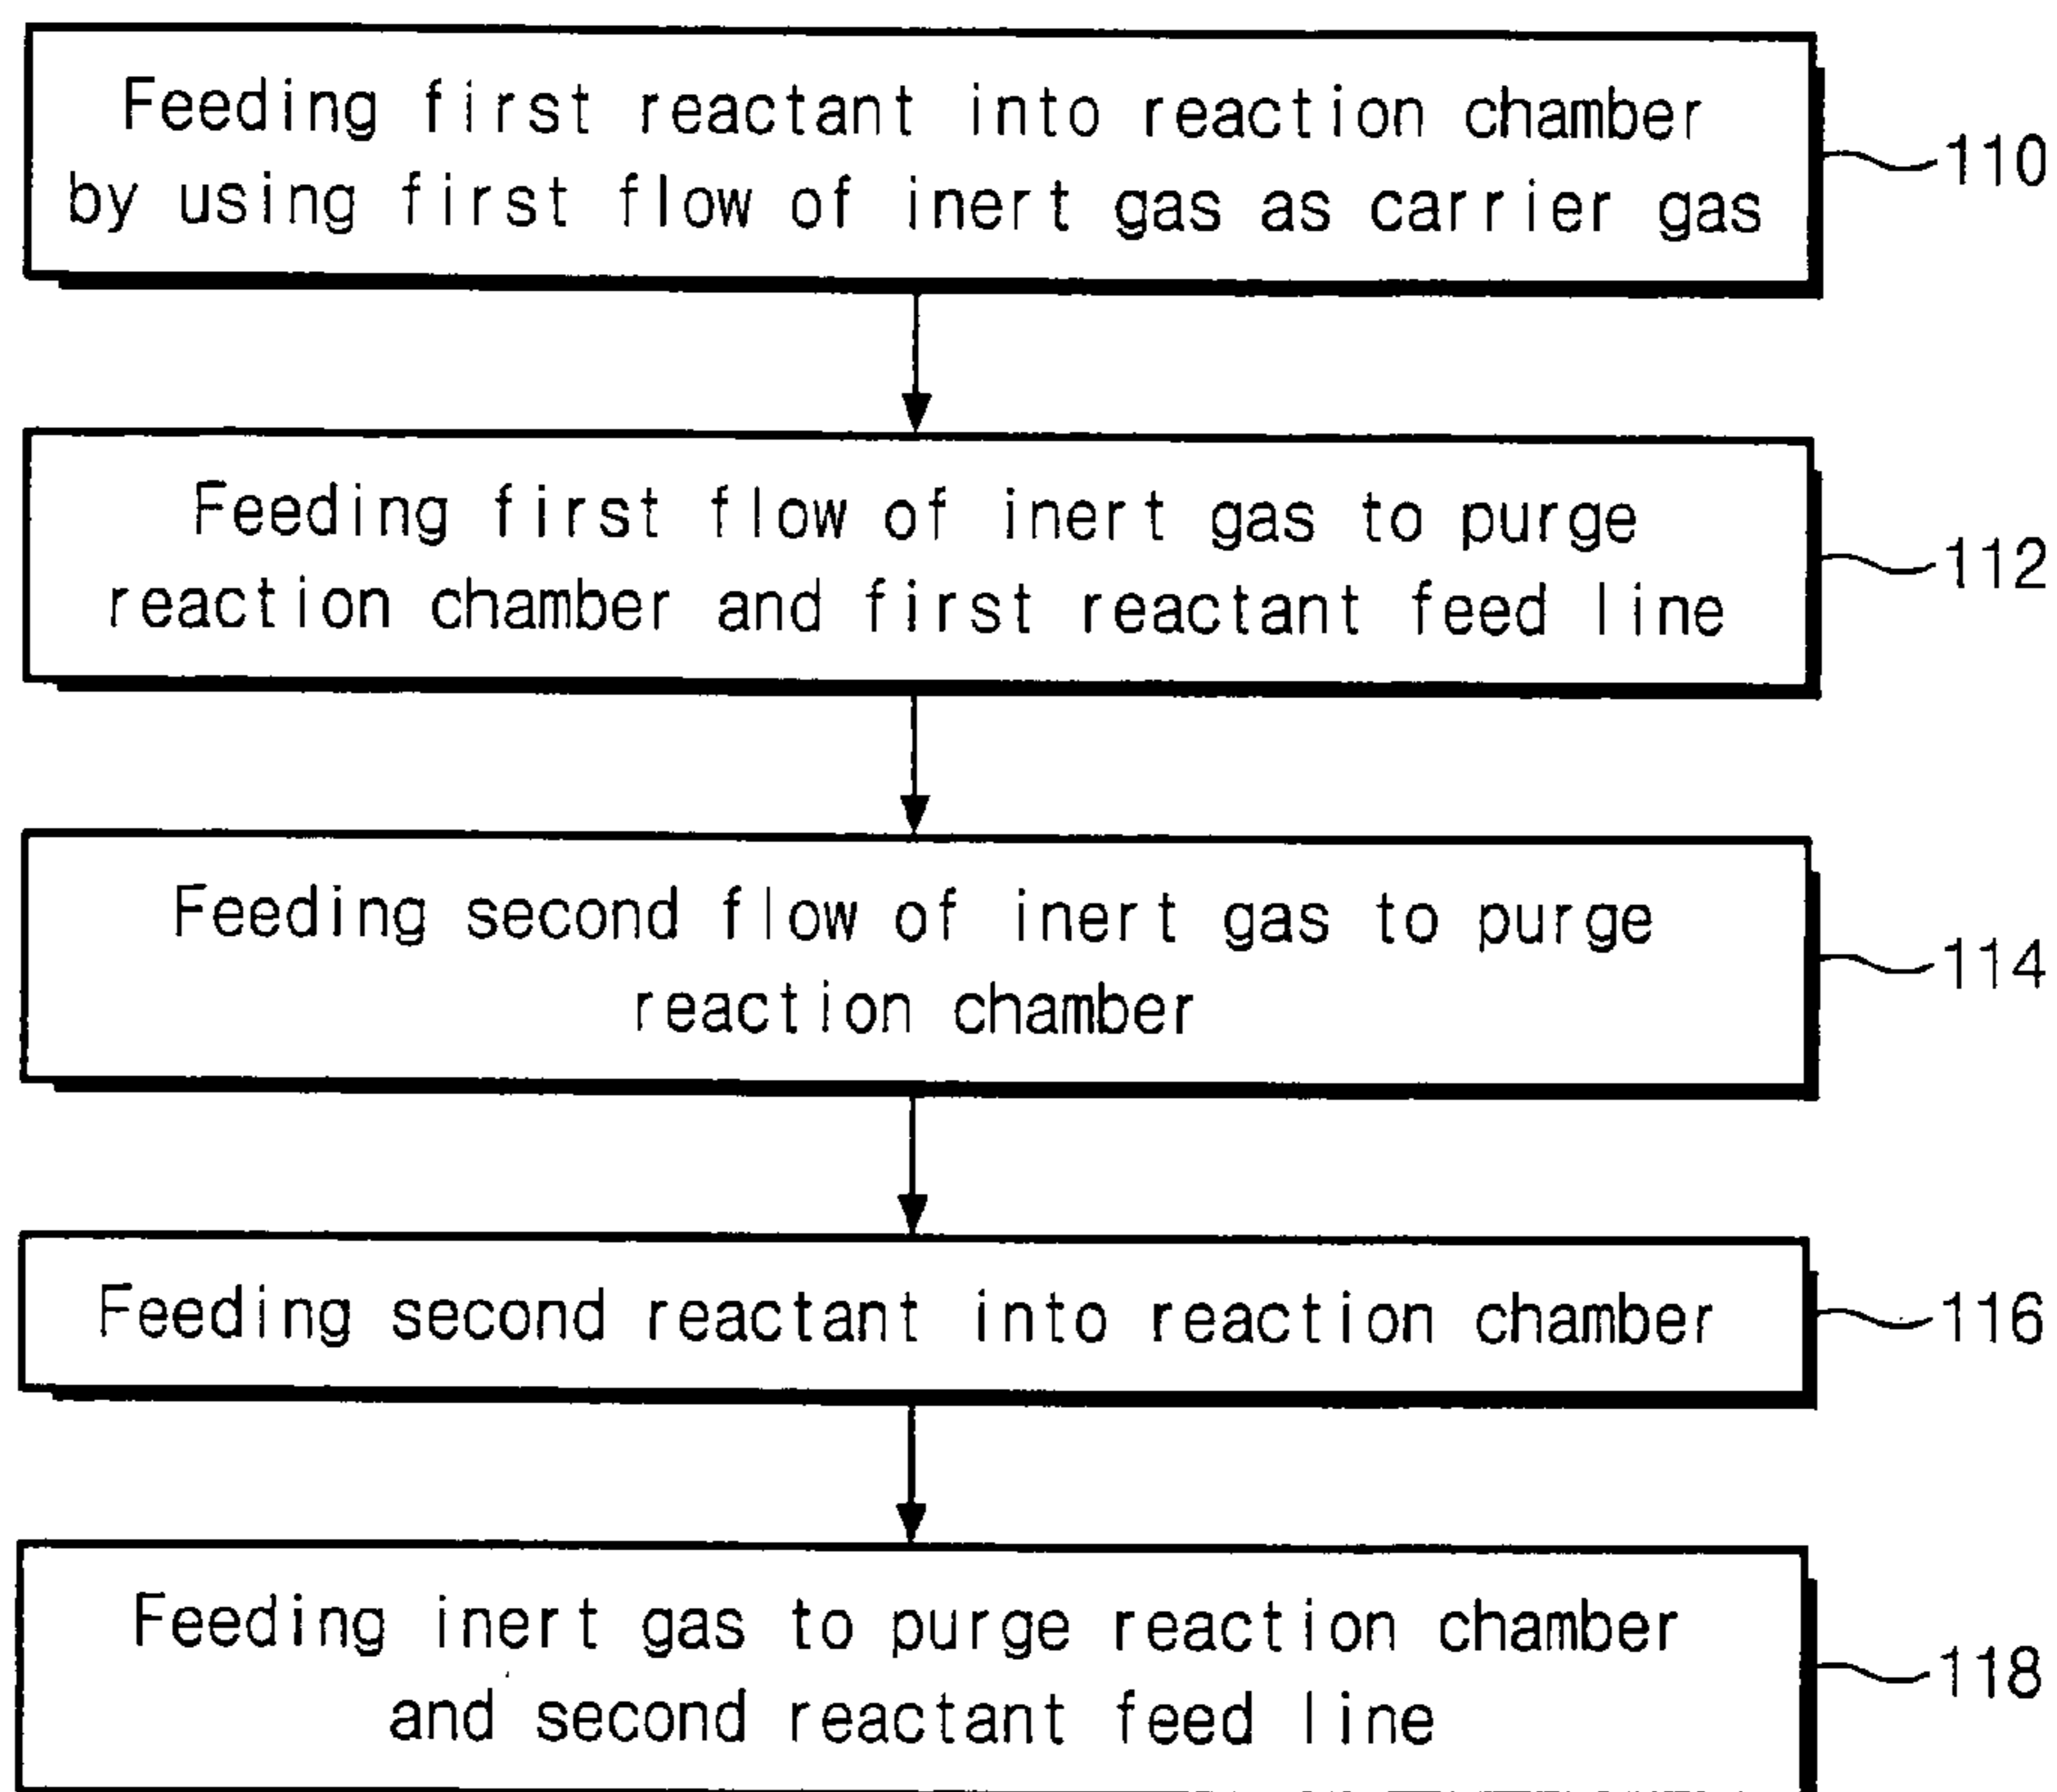 Feeding first reactant into reaction chamber
by using first flow of inert gas as carrier gas
110
Feeding first flow of inert gas to purge
reaction chamber and first reactant feed line
112
Feeding second flow of inert gas to purge
reaction chamber
114
Feeding second reactant into reaction chamber
116
Feeding inert gas to purge reaction chamber
and second reactant feed line
118